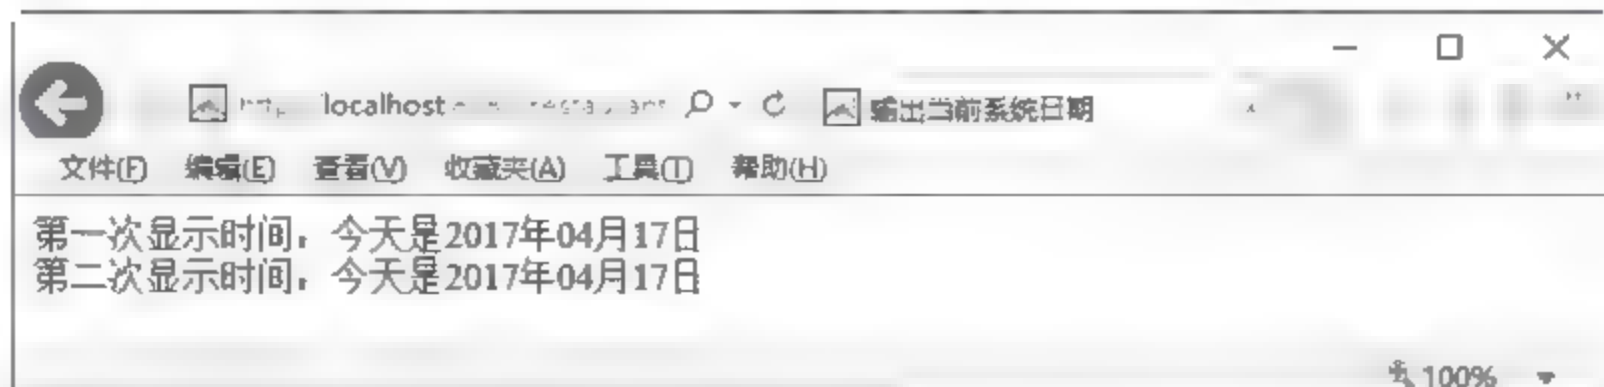 localhost 输出当前系统日期
文件(F) 编辑(E) 查看(V) 收藏夹(A) 工具(T) 帮助(H)
第一次显示时间：今天是2017年04月17日
第二次显示时间：今天是2017年04月17日
100%